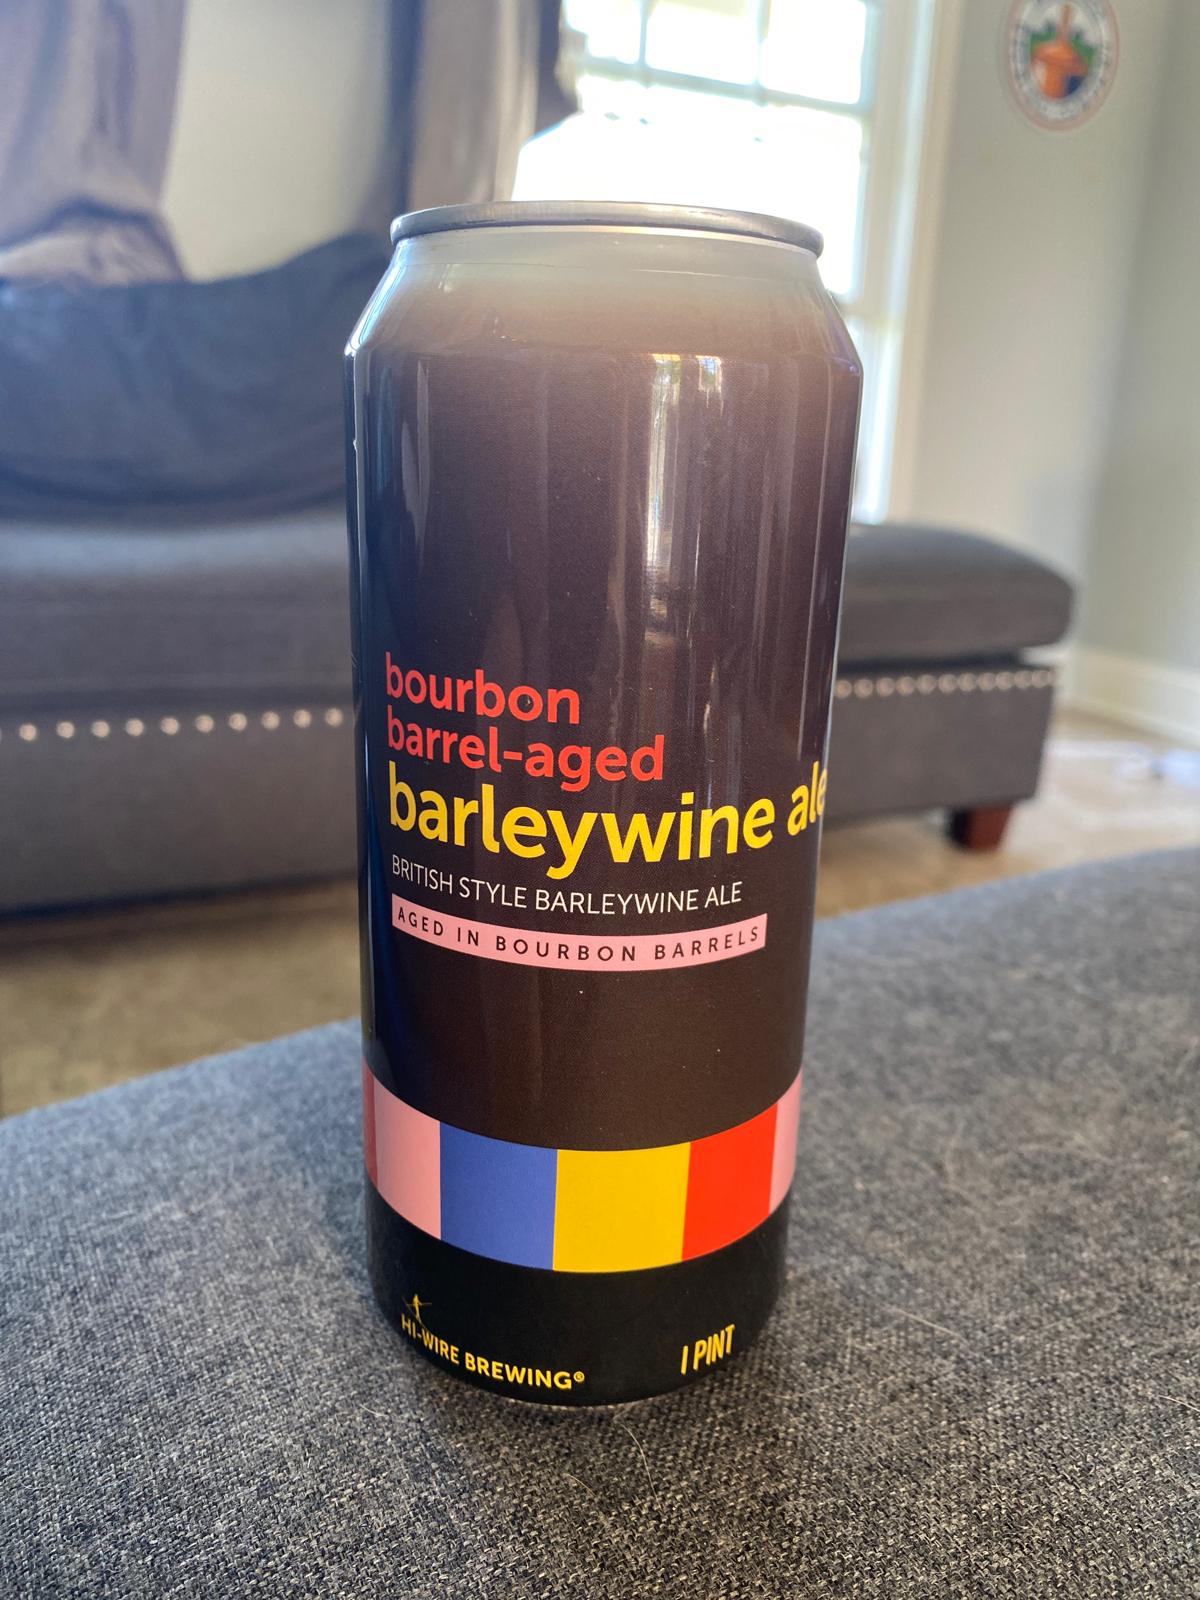 bourbon
barrel-aged
barleywine ale
BRITISH STYLE BARLEYWINE ALE
AGED IN BOURBON BARRELS
HI-WIRE BREWING®
1 PINT